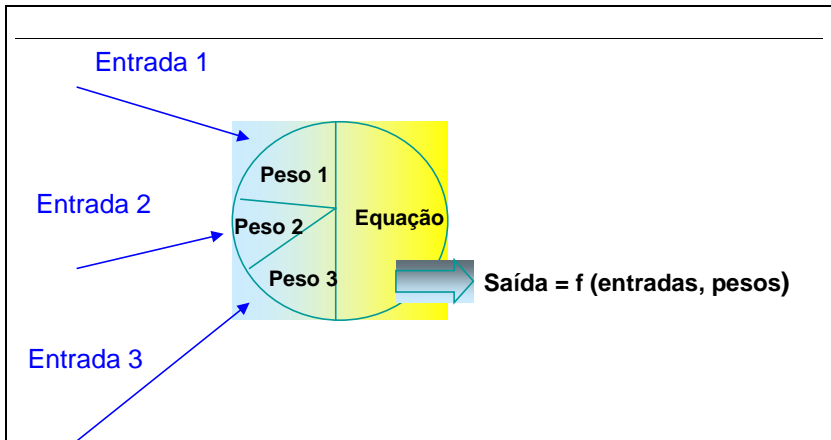 Entrada 1
Peso 1
Entrada 2
Peso 2
Equação
Peso 3
Saída = f (entradas, pesos)
Entrada 3